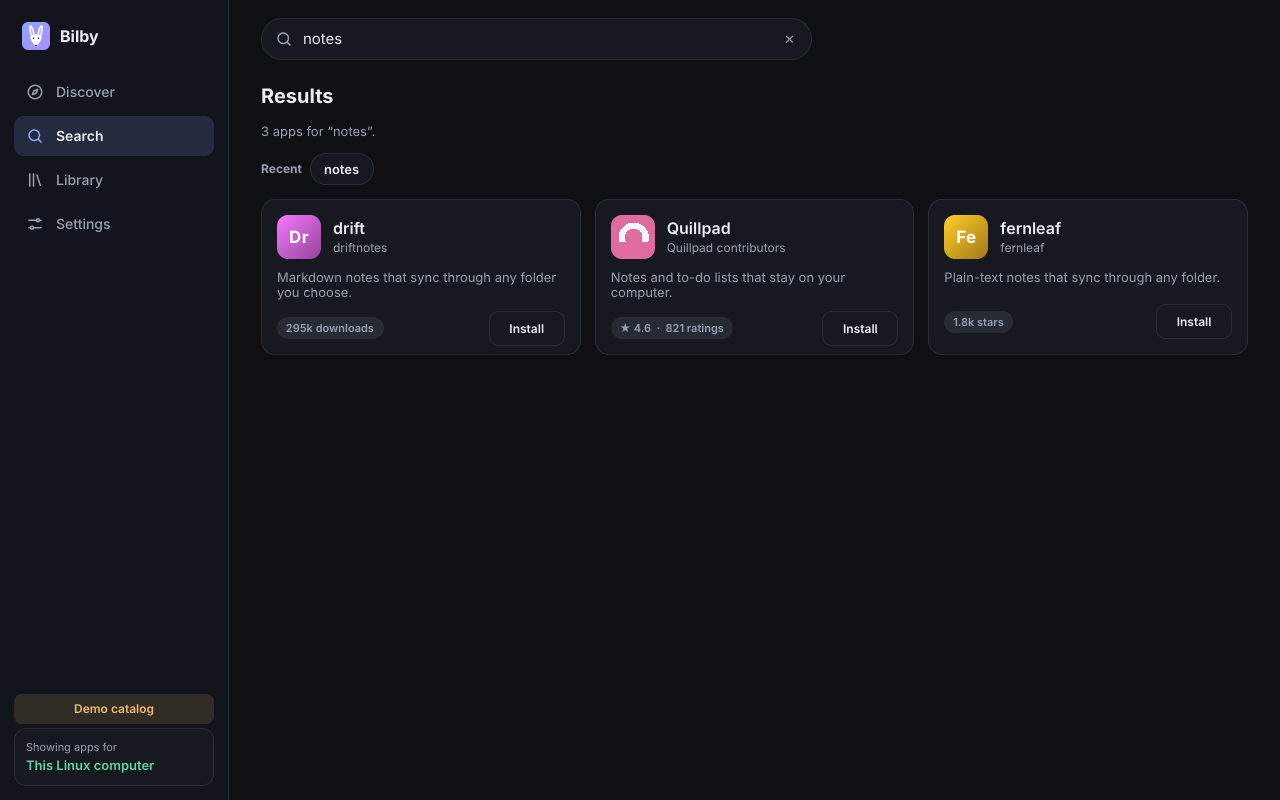 Bilby
Discover
Search
Library
Settings
Demo catalog
Showing apps for
This Linux computer
notes
Results
3 apps for “notes”.
Recent
notes
Dr
drift
driftnotes
Markdown notes that sync through any folder
you choose.
295k downloads
Install
Quillpad
Quillpad contributors
Notes and to-do lists that stay on your
computer.
★ 4.6 · 821 ratings
Install
Fe
fernleaf
fernleaf
Plain-text notes that sync through any folder.
1.8k stars
Install